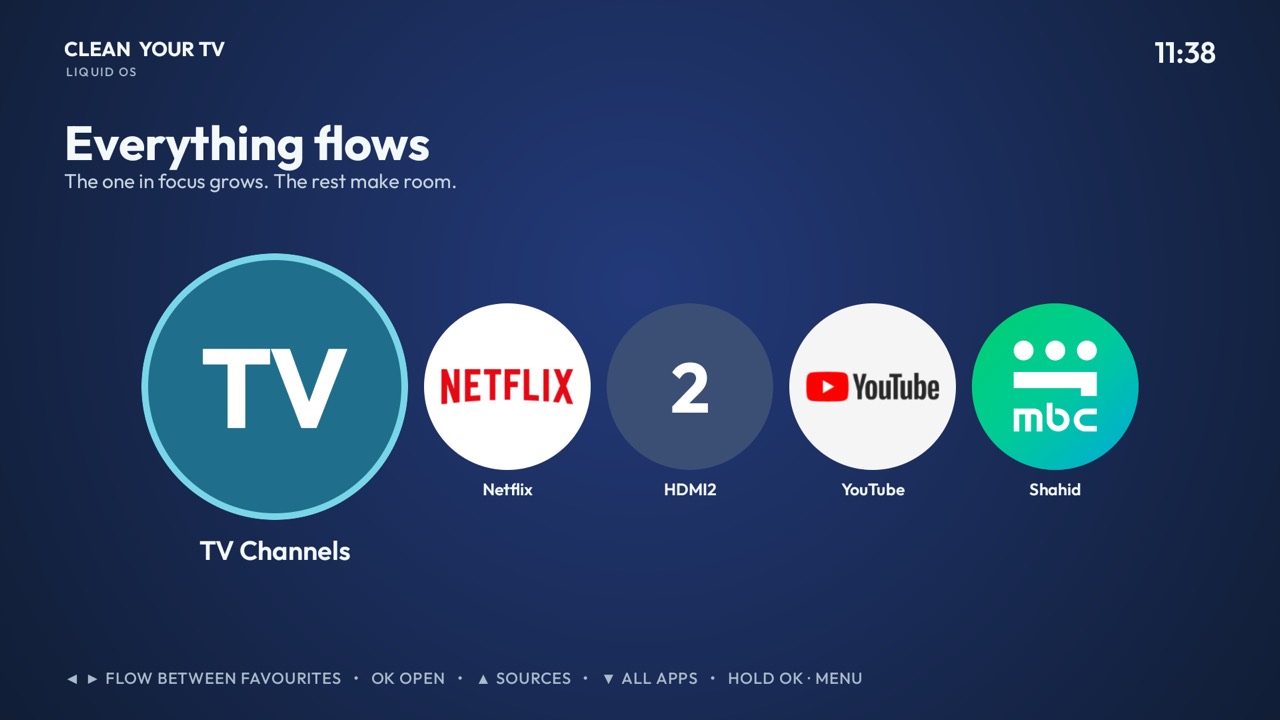 CLEAN YOUR TV
LIQUID OS
11:38
Everything flows
The one in focus grows. The rest make room.
TV
NETFLIX
2
YouTube
mbc
TV Channels
Netflix
HDMI2
YouTube
Shahid
◄ ► FLOW BETWEEN FAVOURITES • OK OPEN • ▲ SOURCES • ▼ ALL APPS • HOLD OK · MENU